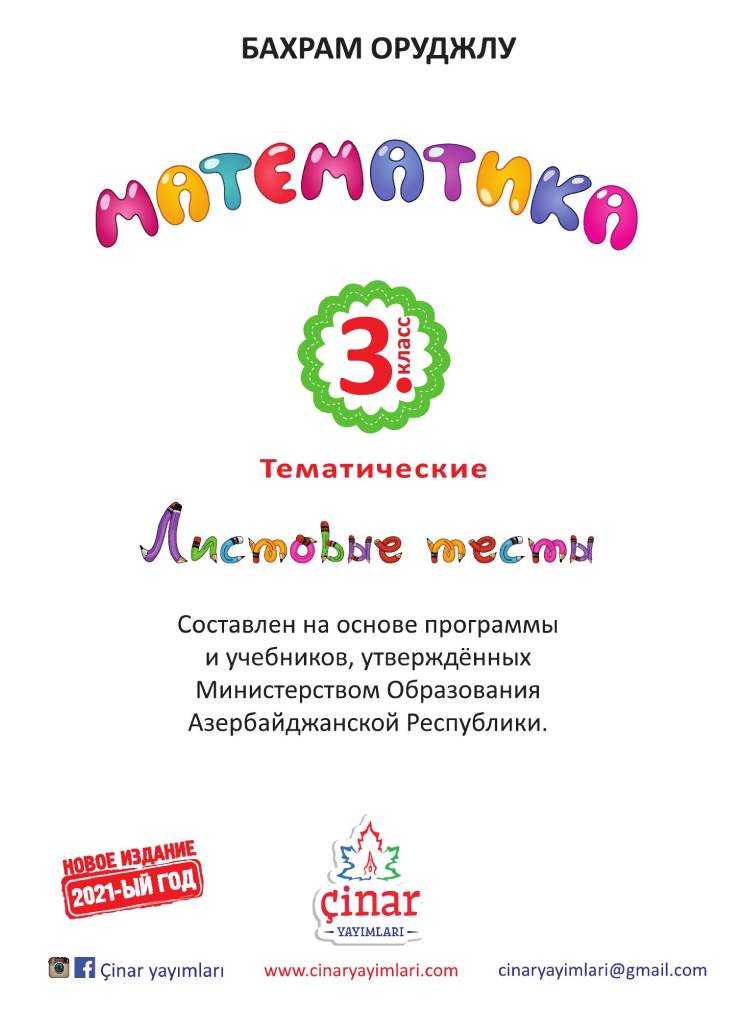 БАХРАМ ОРУДЖЛУ
МАТЕМАТИКА
3.класс
Тематические
Листовые тесты
Составлен на основе программы
и учебников, утверждённых
Министерством Образования
Азербайджанской Республики.
НОВОЕ ИЗДАНИЕ
2021-ЫЙ ГОД
çinar
YAYIMLARI
Çinar yayımları
www.cinaryayimlari.com
cinaryayimlari@gmail.com